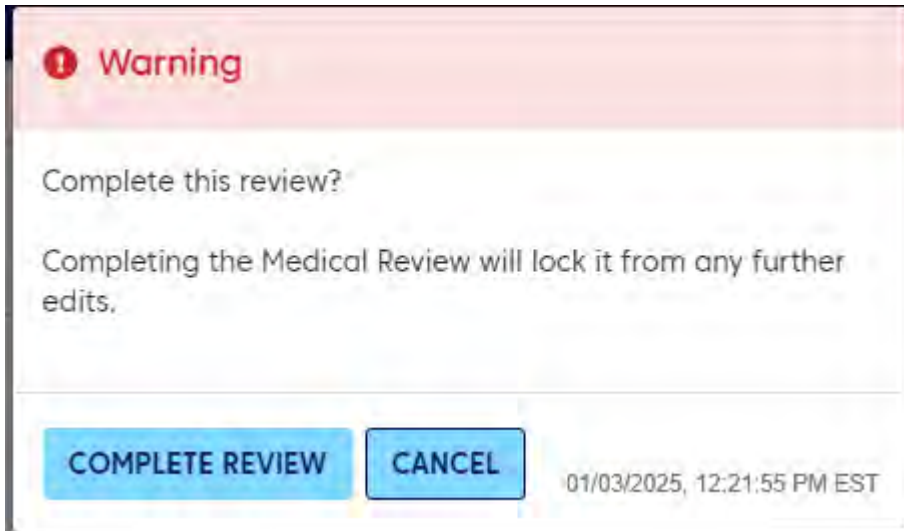 Warning
Complete this review?
Completing the Medical Review will lock it from any further
edits.
COMPLETE REVIEW
CANCEL
01/03/2025, 12:21:55 PM EST